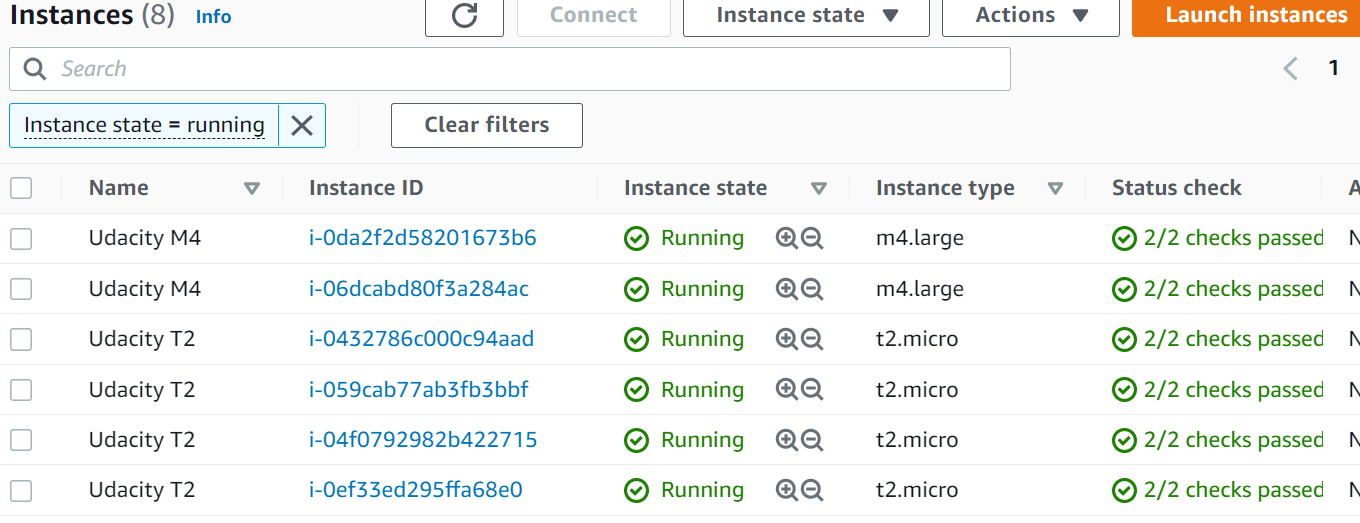 Instances (8) Info Connect Instance state Actions Launch instances
Search 1
Instance state = running Clear filters
Name Instance ID Instance state Instance type Status check A
Udacity M4 i-0da2f2d58201673b6 Running m4.large 2/2 checks passed N
Udacity M4 i-06dcabd80f3a284ac Running m4.large 2/2 checks passed N
Udacity T2 i-0432786c000c94aad Running t2.micro 2/2 checks passed N
Udacity T2 i-059cab77ab3fb3bbf Running t2.micro 2/2 checks passed N
Udacity T2 i-04f0792982b422715 Running t2.micro 2/2 checks passed N
Udacity T2 i-0ef33ed295ffa68e0 Running t2.micro 2/2 checks passed N